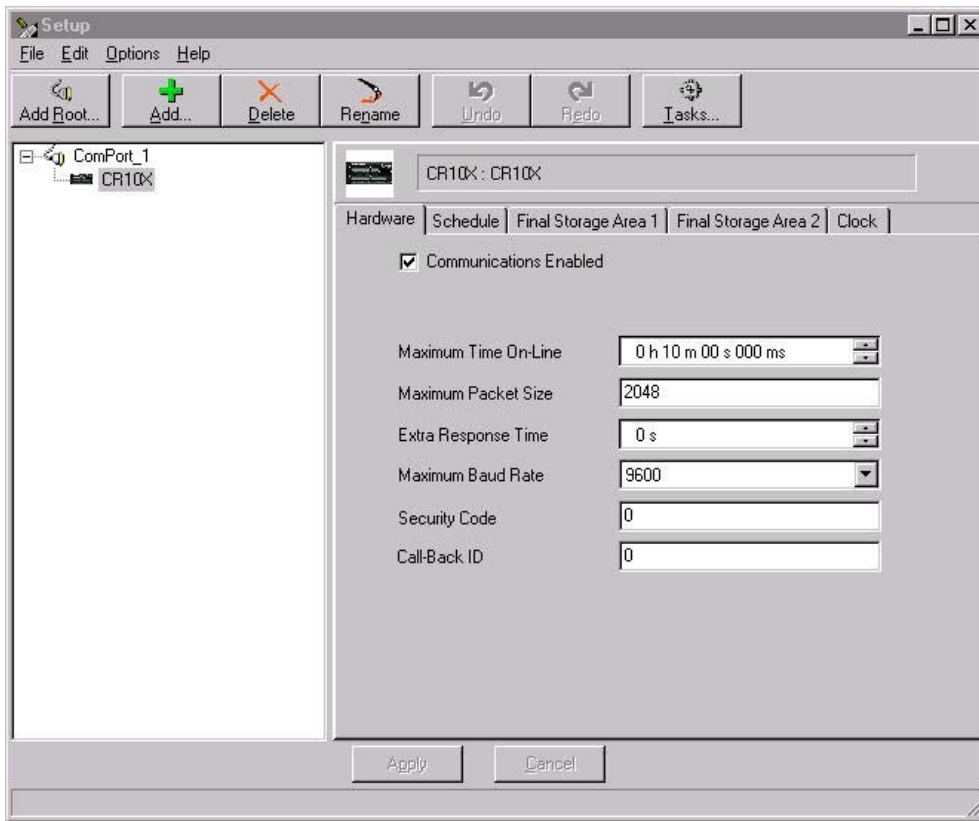 Setup
File Edit Options Help
Add Root... Add... Delete Rename Undo Redo Tasks...
ComPort_1
CR10X
CR10X : CR10X
Hardware Schedule Final Storage Area 1 Final Storage Area 2 Clock
Communications Enabled
Maximum Time On-Line 0 h 10 m 00 s 000 ms
Maximum Packet Size 2048
Extra Response Time 0 s
Maximum Baud Rate 9600
Security Code 0
Call-Back ID 0
Apply Cancel